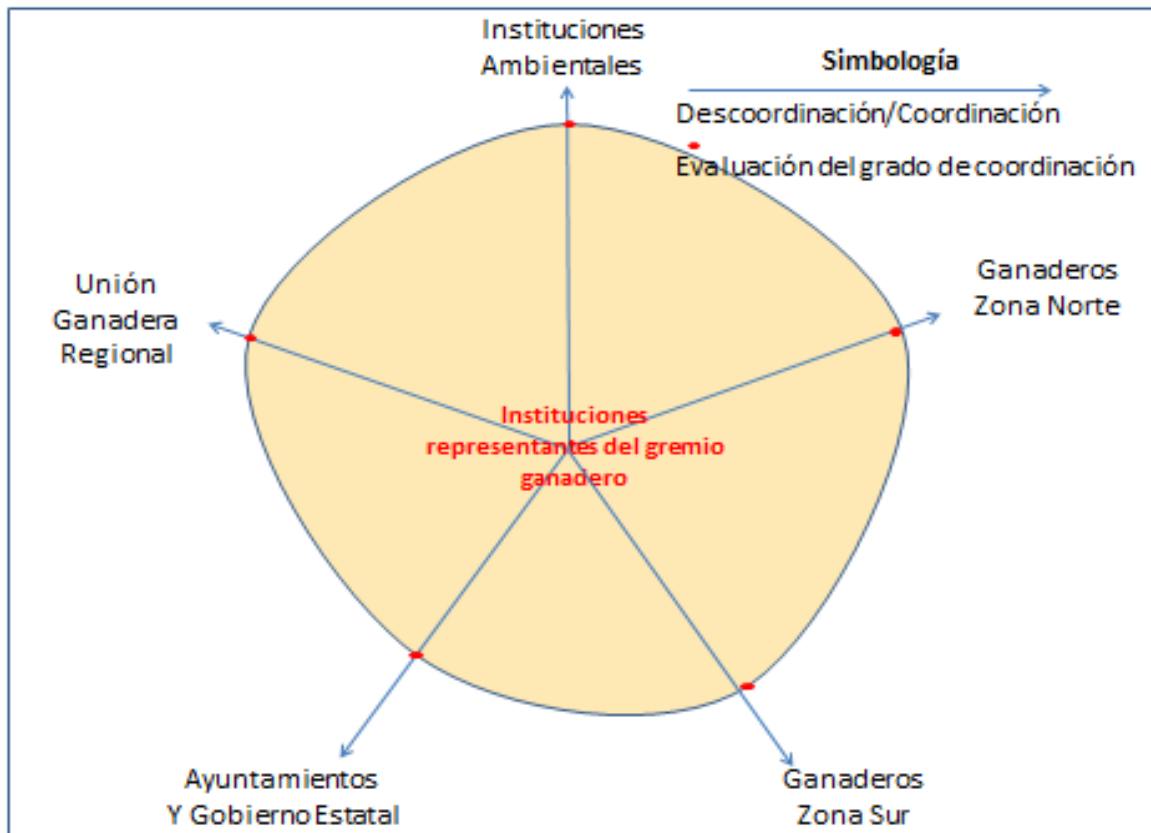 Instituciones
Ambientales
Simbología
Descoordinación/Coordinación
Evaluación del grado de coordinación
Ganaderos
Zona Norte
Unión
Ganadera
Regional
Instituciones
representantes del gremio
ganadero
Ayuntamientos
Y Gobierno Estatal
Ganaderos
Zona Sur